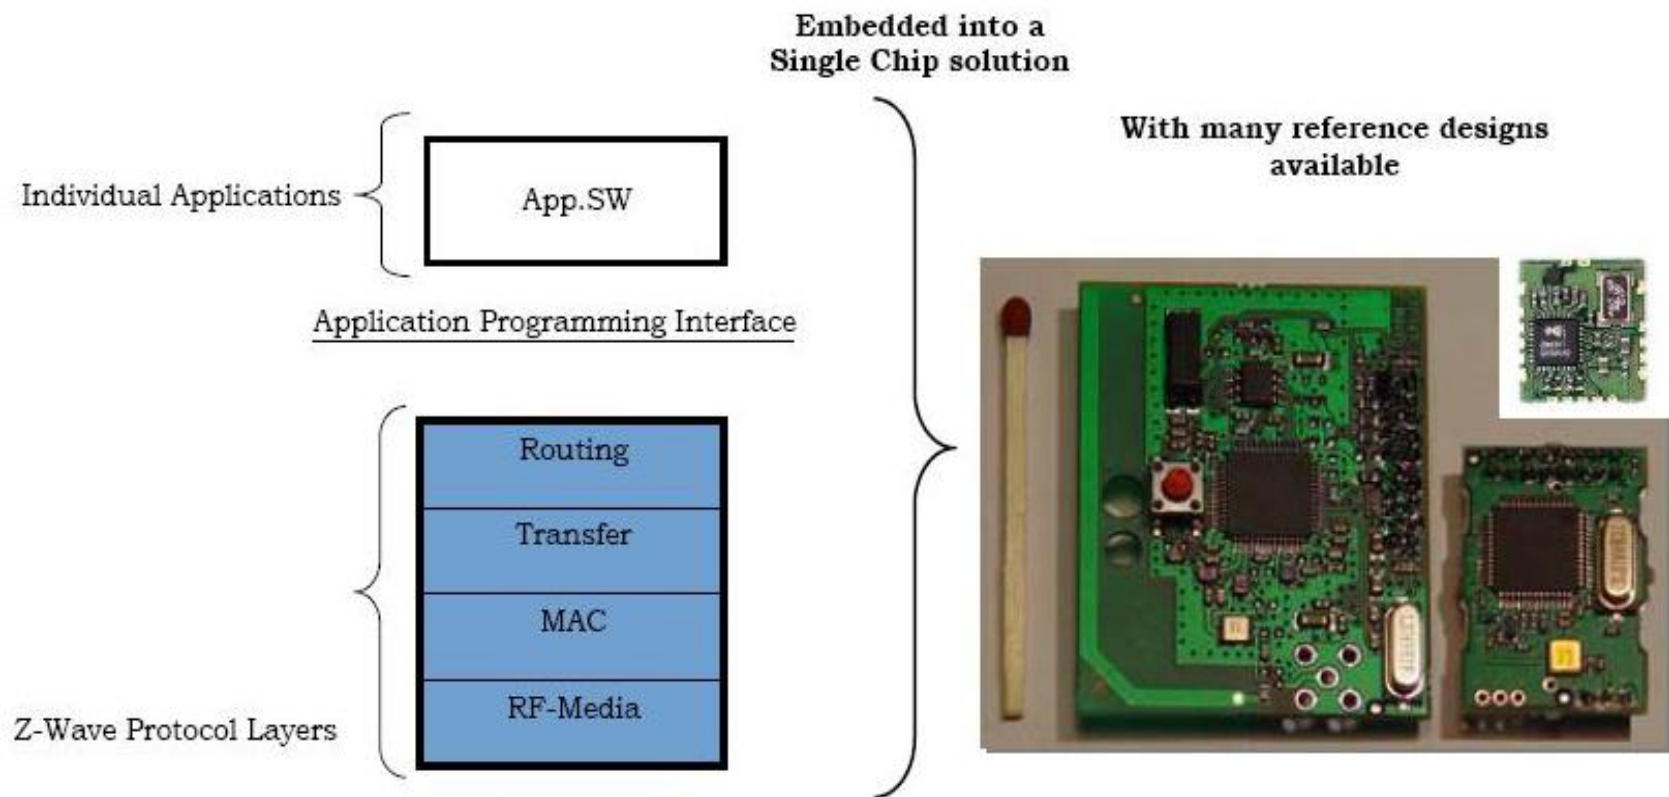 Embedded into a
Single Chip solution
With many reference designs
available
Individual Applications
App.SW
Application Programming Interface
Routing
Transfer
MAC
RF-Media
Z-Wave Protocol Layers